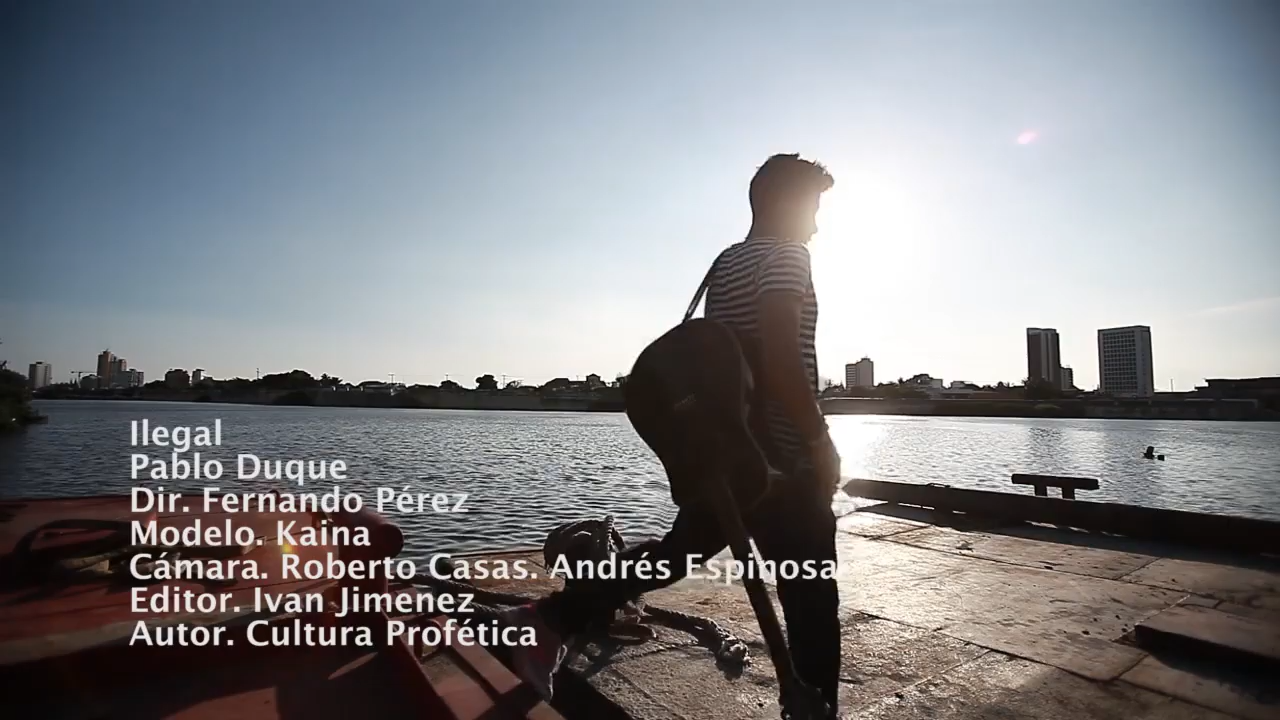 Ilegal
Pablo Duque
Dir. Fernando Pérez
Modelo. Kaina
Cámara. Roberto Casas. Andrés Espinosa
Editor. Ivan Jimenez
Autor. Cultura Profética